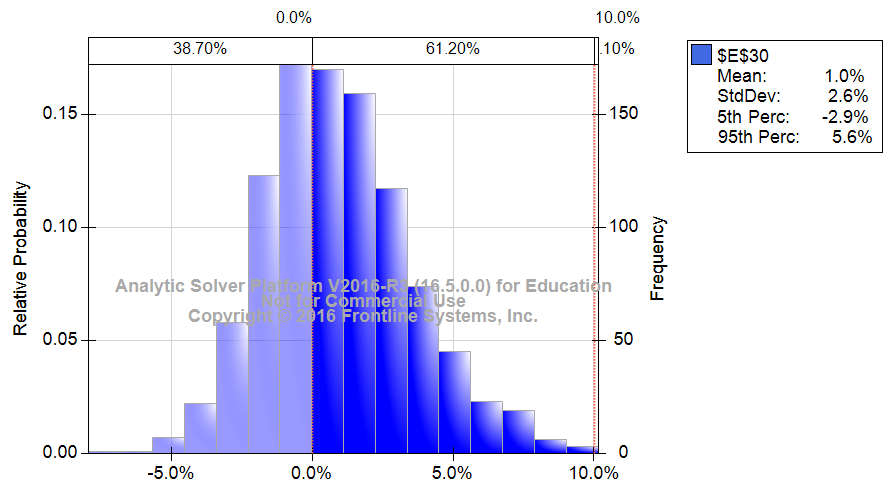 0.0% 10.0%
38.70% 61.20% .10%
$E$30
Mean: 1.0%
StdDev: 2.6%
5th Perc: -2.9%
95th Perc: 5.6%
0.15 150
0.10 100
0.05 50
0.00 0
Relative Probability
Frequency
Analytic Solver Platform V2016-R3 (16.5.0.0) for Education
Not for Commercial Use
Copyright © 2016 Frontline Systems, Inc.
-5.0% 0.0% 5.0% 10.0%